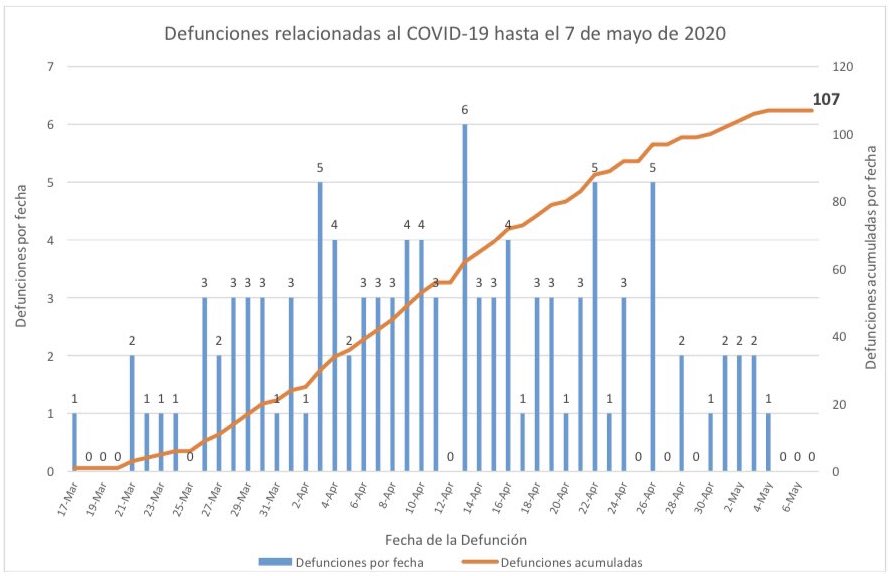 Defunciones relacionadas al COVID-19 hasta el 7 de mayo de 2020
7
6
5
4
3
2
1
0
Defunciones por fecha
120
100
80
60
40
20
0
Defunciones acumuladas por fecha
107
1 0 0 0 2 1 1 1 0 3 2 3 3 3 1 3 1 5 4 2 3 3 3 4 4 3 0 6 3 3 4 1 3 3 1 3 5 1 3 0 5 0 2 0 1 2 2 2 1 0 0 0
17-Mar 19-Mar 21-Mar 23-Mar 25-Mar 27-Mar 29-Mar 31-Mar 2-Apr 4-Apr 6-Apr 8-Apr 10-Apr 12-Apr 14-Apr 16-Apr 18-Apr 20-Apr 22-Apr 24-Apr 26-Apr 28-Apr 30-Apr 2-May 4-May 6-May
Fecha de la Defunción
Defunciones por fecha Defunciones acumuladas